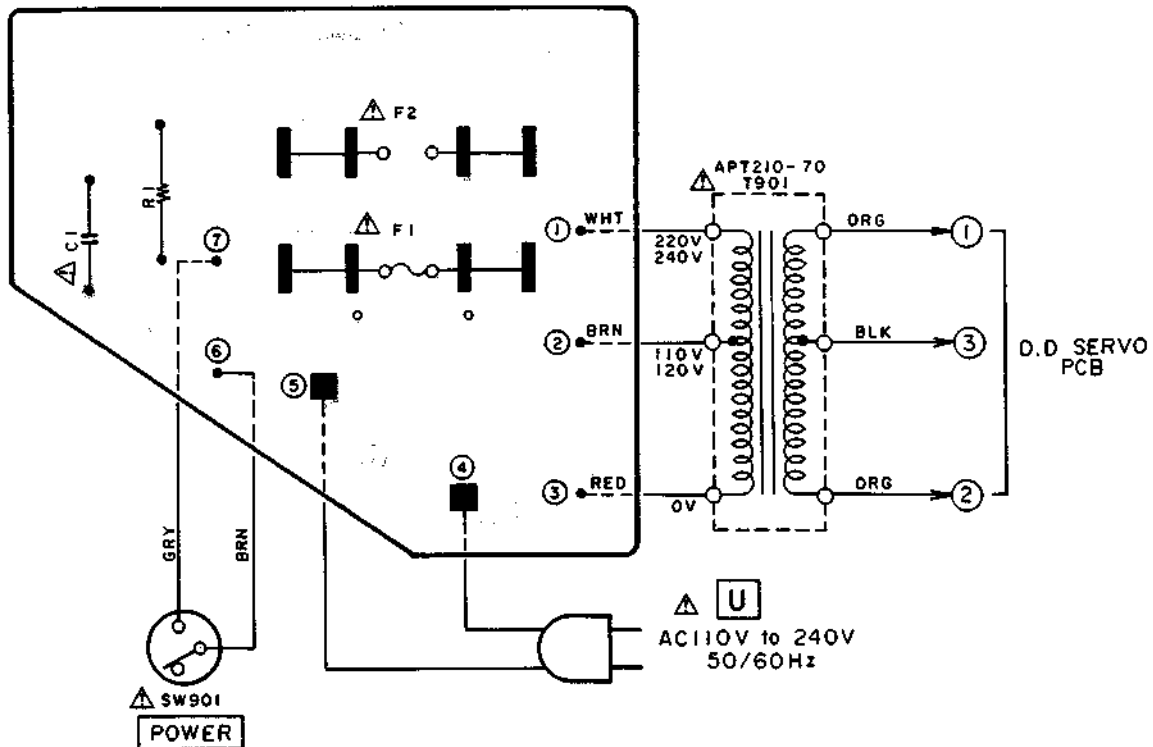 ⚠ F2
R1
C1
⚠
⑦
⚠ F1
⑥
⑤
④
① WHT
② BRN
③ RED
⚠ APT210-70
T901
220V
240V
110V
120V
0V
ORG ①
BLK ③
ORG ②
D.D SERVO
PCB
GRY
BRN
⚠ SW901
POWER
⚠ U
AC110V to 240V
50/60Hz